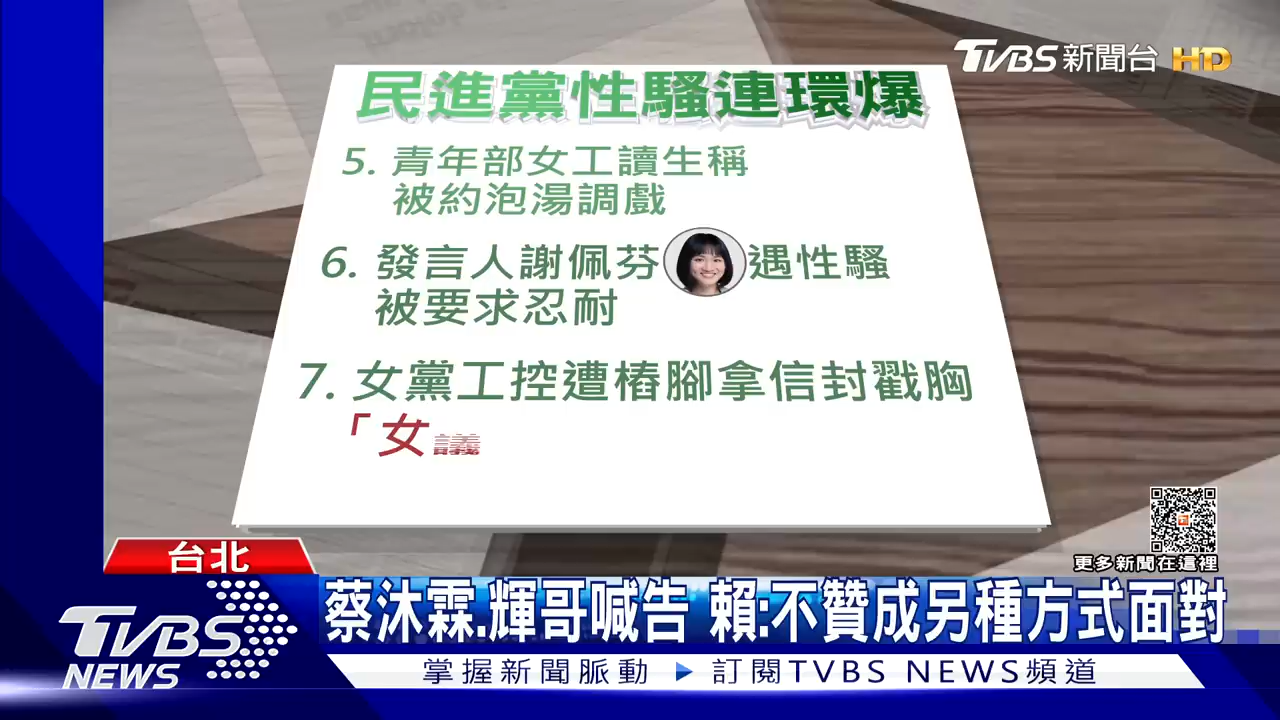 TVBS新聞台 HD
民進黨性騷連環爆
5. 青年部女工讀生稱
被約泡湯調戲
6. 發言人謝佩芬遇性騷
被要求忍耐
7. 女黨工控遭樁腳拿信封戳胸
「女議
更多新聞在這裡
台北
蔡沐霖.輝哥喊告 賴:不贊成另種方式面對
TVBS NEWS
掌握新聞脈動 ▶ 訂閱TVBS NEWS頻道